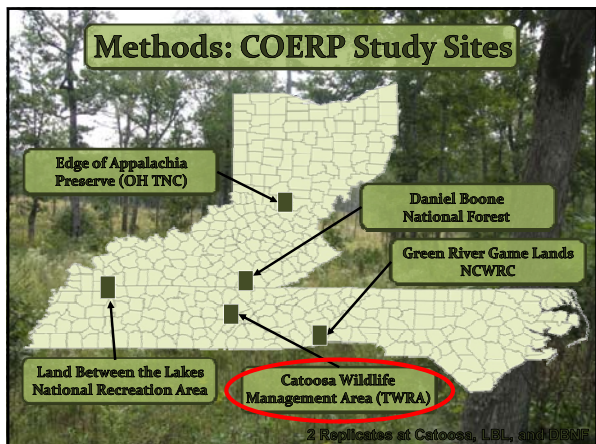 Methods: COERP Study Sites
Edge of Appalachia
Preserve (OH TNC)
Daniel Boone
National Forest
Green River Game Lands
NCWRC
Land Between the Lakes
National Recreation Area
Catoosa Wildlife
Management Area (TWRA)
2 Replicates at Catoosa, LBL, and DBNF